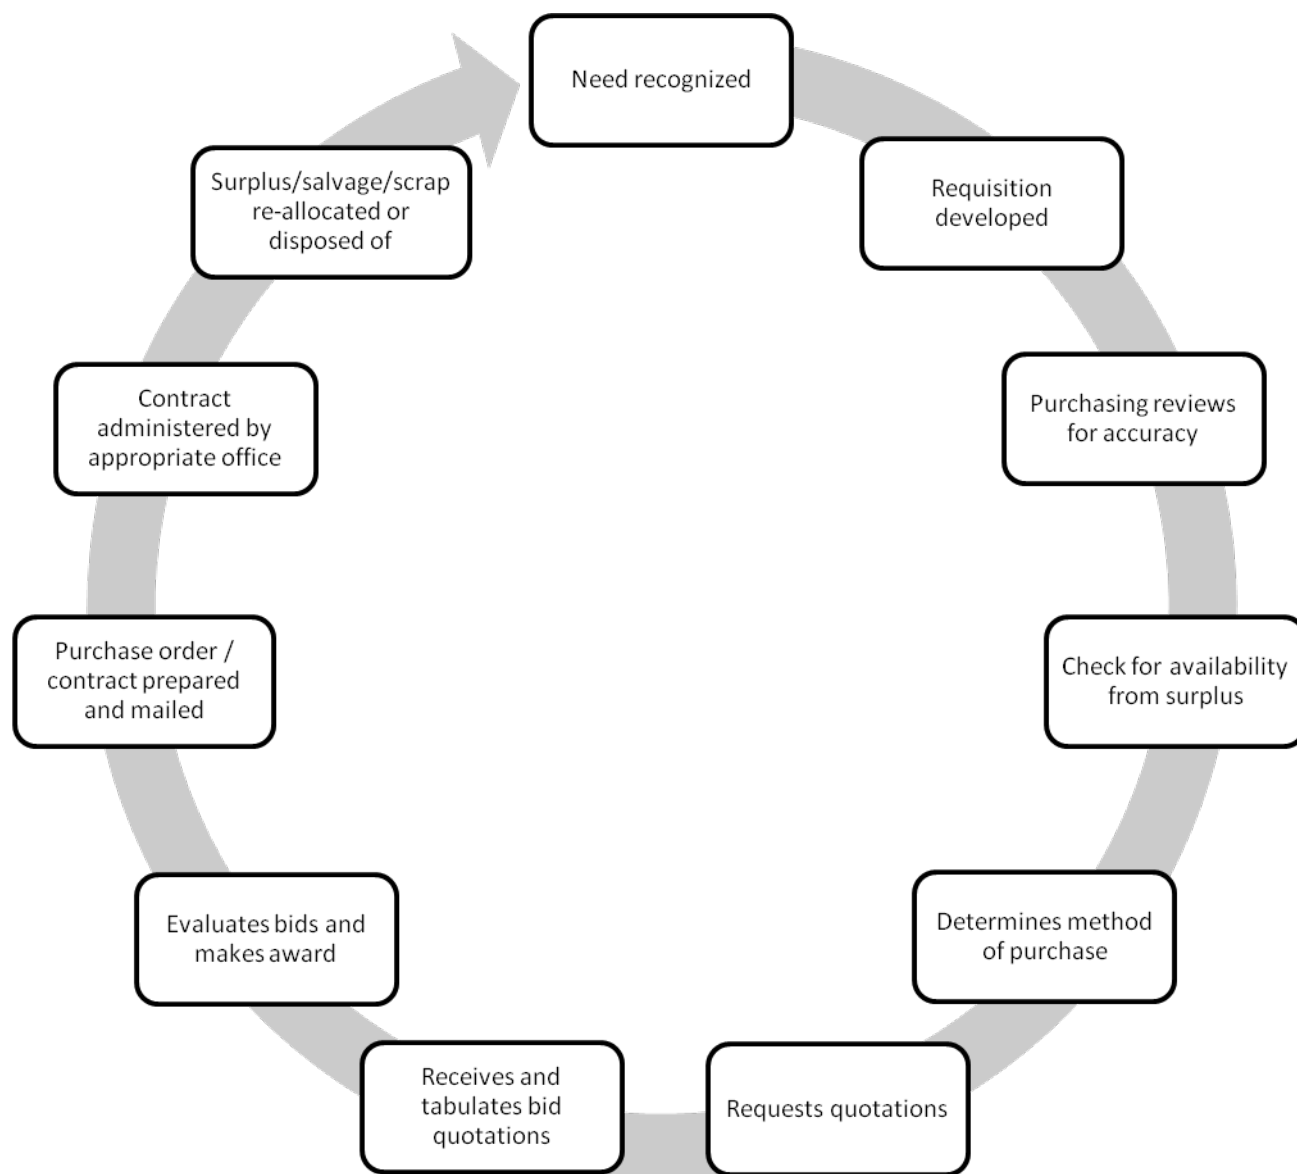 Need recognized
Requisition
developed
Purchasing reviews
for accuracy
Check for availability
from surplus
Determines method
of purchase
Requests quotations
Receives and
tabulates bid
quotations
Evaluates bids and
makes award
Purchase order /
contract prepared
and mailed
Contract
administered by
appropriate office
Surplus/salvage/scrap
re-allocated or
disposed of